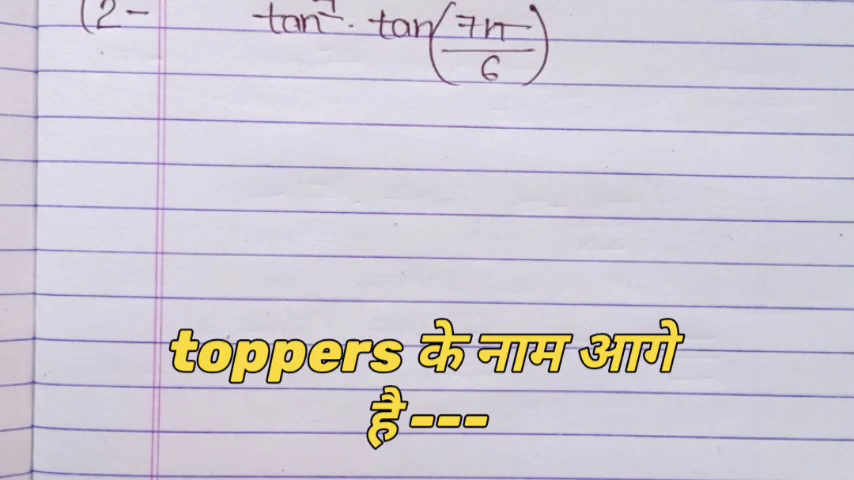 (2- tan⁻¹ . tan(7π/6)
toppers के नाम आगे
है---